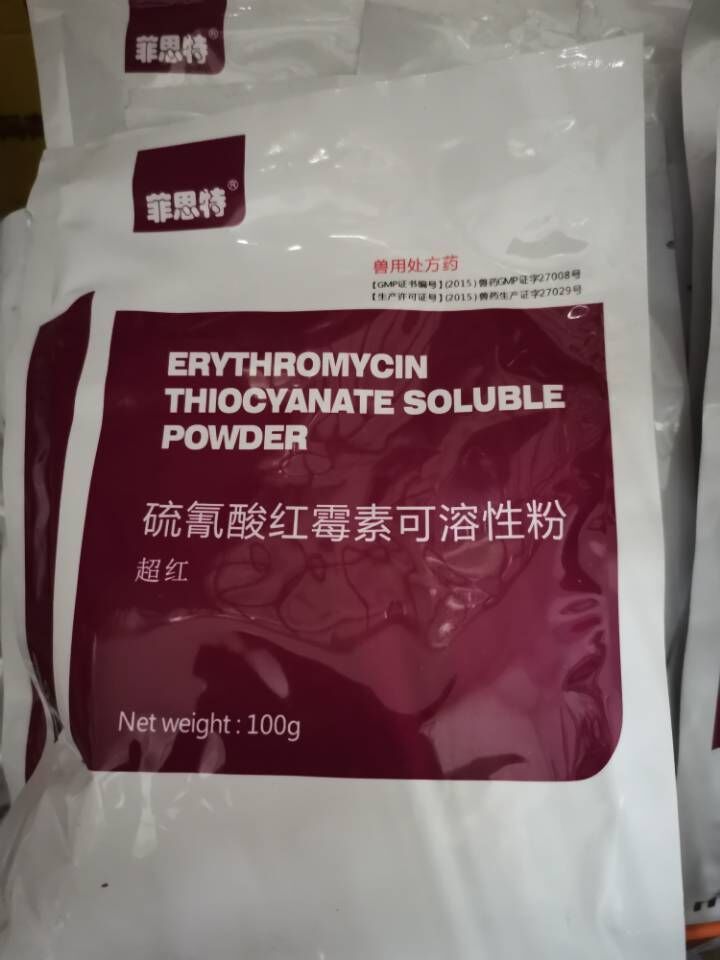 菲思特®
菲思特®
兽用处方药
【GMP证书编号】(2015)兽药GMP证字27008号
【生产许可证号】(2015)兽药生产证字27029号
ERYTHROMYCIN
THIOCYANATE SOLUBLE
POWDER
硫氰酸红霉素可溶性粉
超红
Net weight : 100g